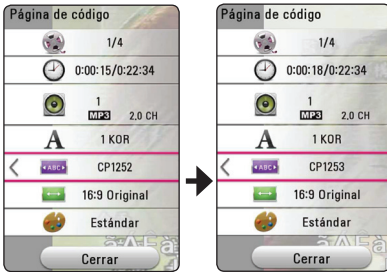 Página de código
1/4
0:00:15/0:22:34
1
MP3 2.0 CH
A 1 KOR
ABC CP1252
16:9 Original
Estándar
Cerrar
Página de código
1/4
0:00:18/0:22:34
1
MP3 2.0 CH
A 1 KOR
ABC CP1253
16:9 Original
Estándar
Cerrar